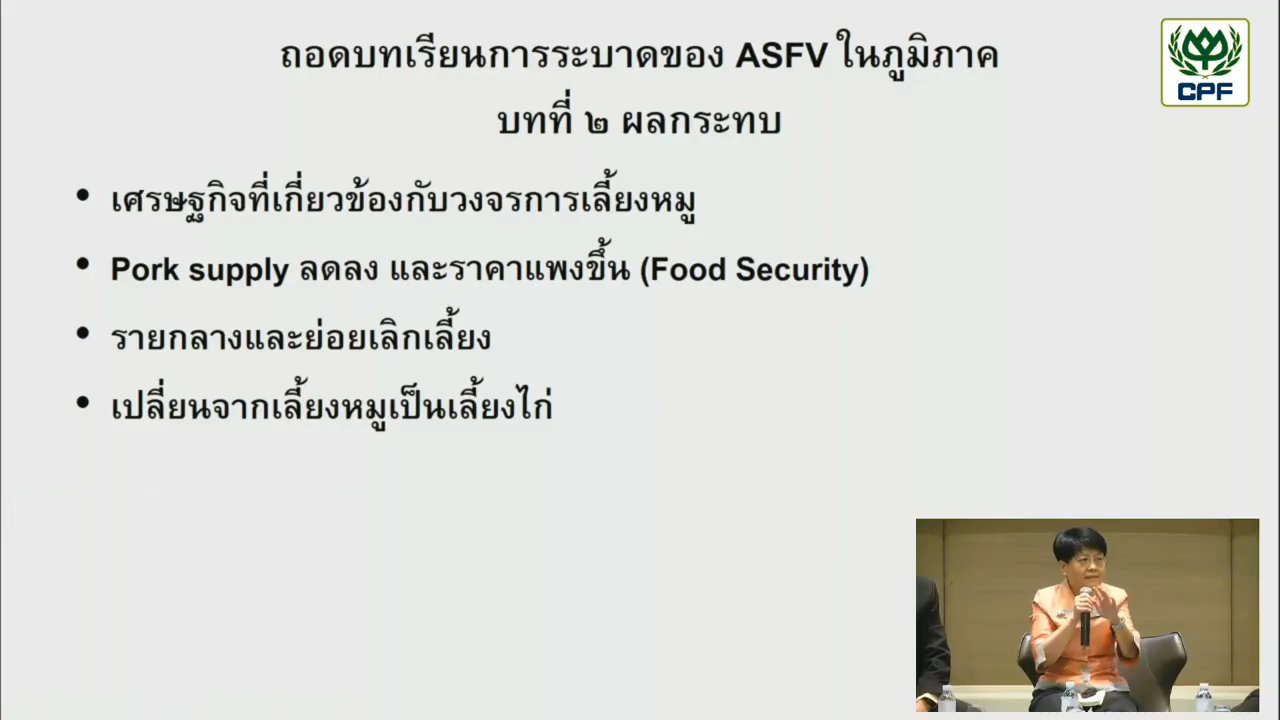 ถอดบทเรียนการระบาดของ ASFV ในภูมิภาค
บทที่ ๒ ผลกระทบ
• เศรษฐกิจที่เกี่ยวข้องกับวงจรการเลี้ยงหมู
• Pork supply ลดลง และราคาแพงขึ้น (Food Security)
• รายกลางและย่อยเลิกเลี้ยง
• เปลี่ยนจากเลี้ยงหมูเป็นเลี้ยงไก่
CPF